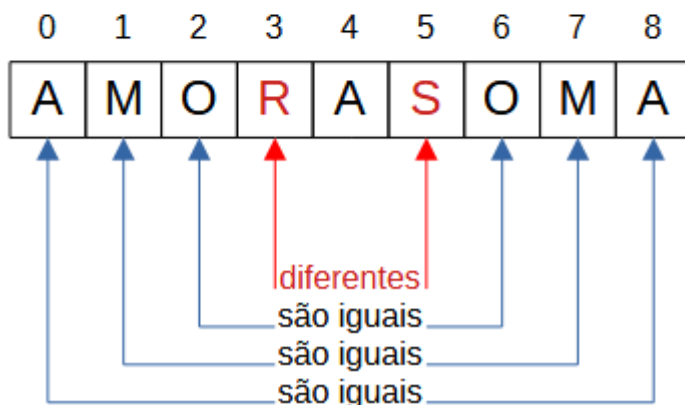 0 1 2 3 4 5 6 7 8
A M O R A S O M A
diferentes
são iguais
são iguais
são iguais